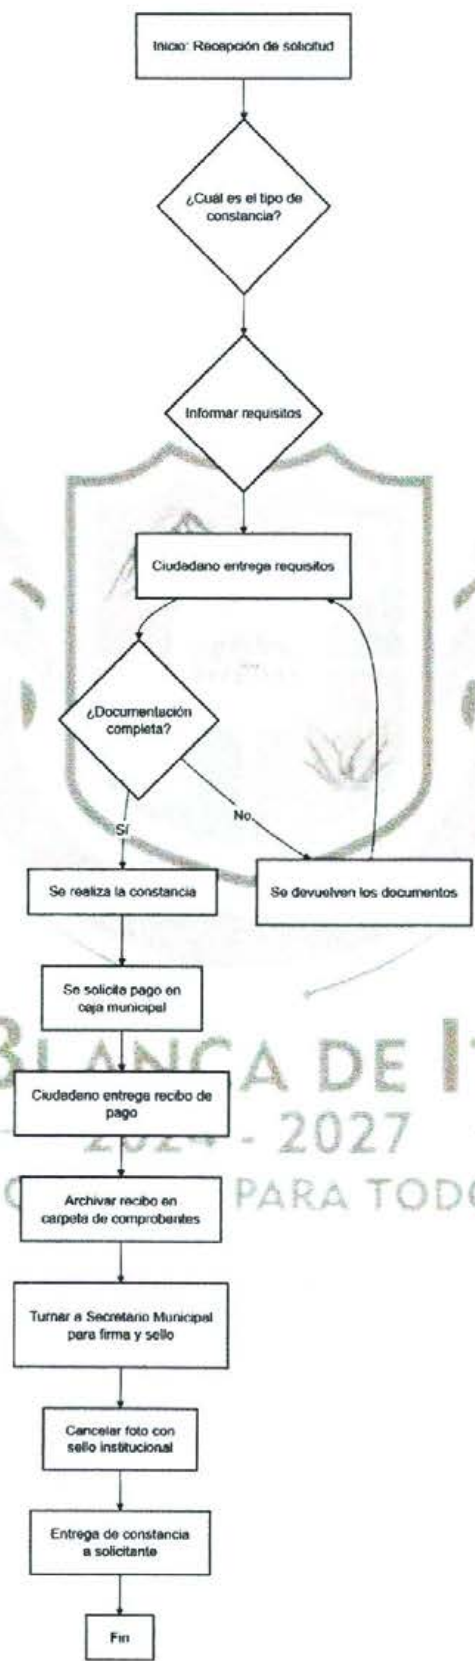 Inicio: Recepción de solicitud
¿Cuál es el tipo de
constancia?
Informar requisitos
Ciudadano entrega requisitos
¿Documentación
completa?
Sí
No
Se realiza la constancia
Se devuelven los documentos
Se solicita pago en
caja municipal
BLANCA DE
Ciudadano entrega recibo de
pago
- 2027
Archivar recibo en
carpeta de comprobantes
PARA TODO
Turnar a Secretario Municipal
para firma y sello
Cancelar foto con
sello institucional
Entrega de constancia
a solicitante
Fin